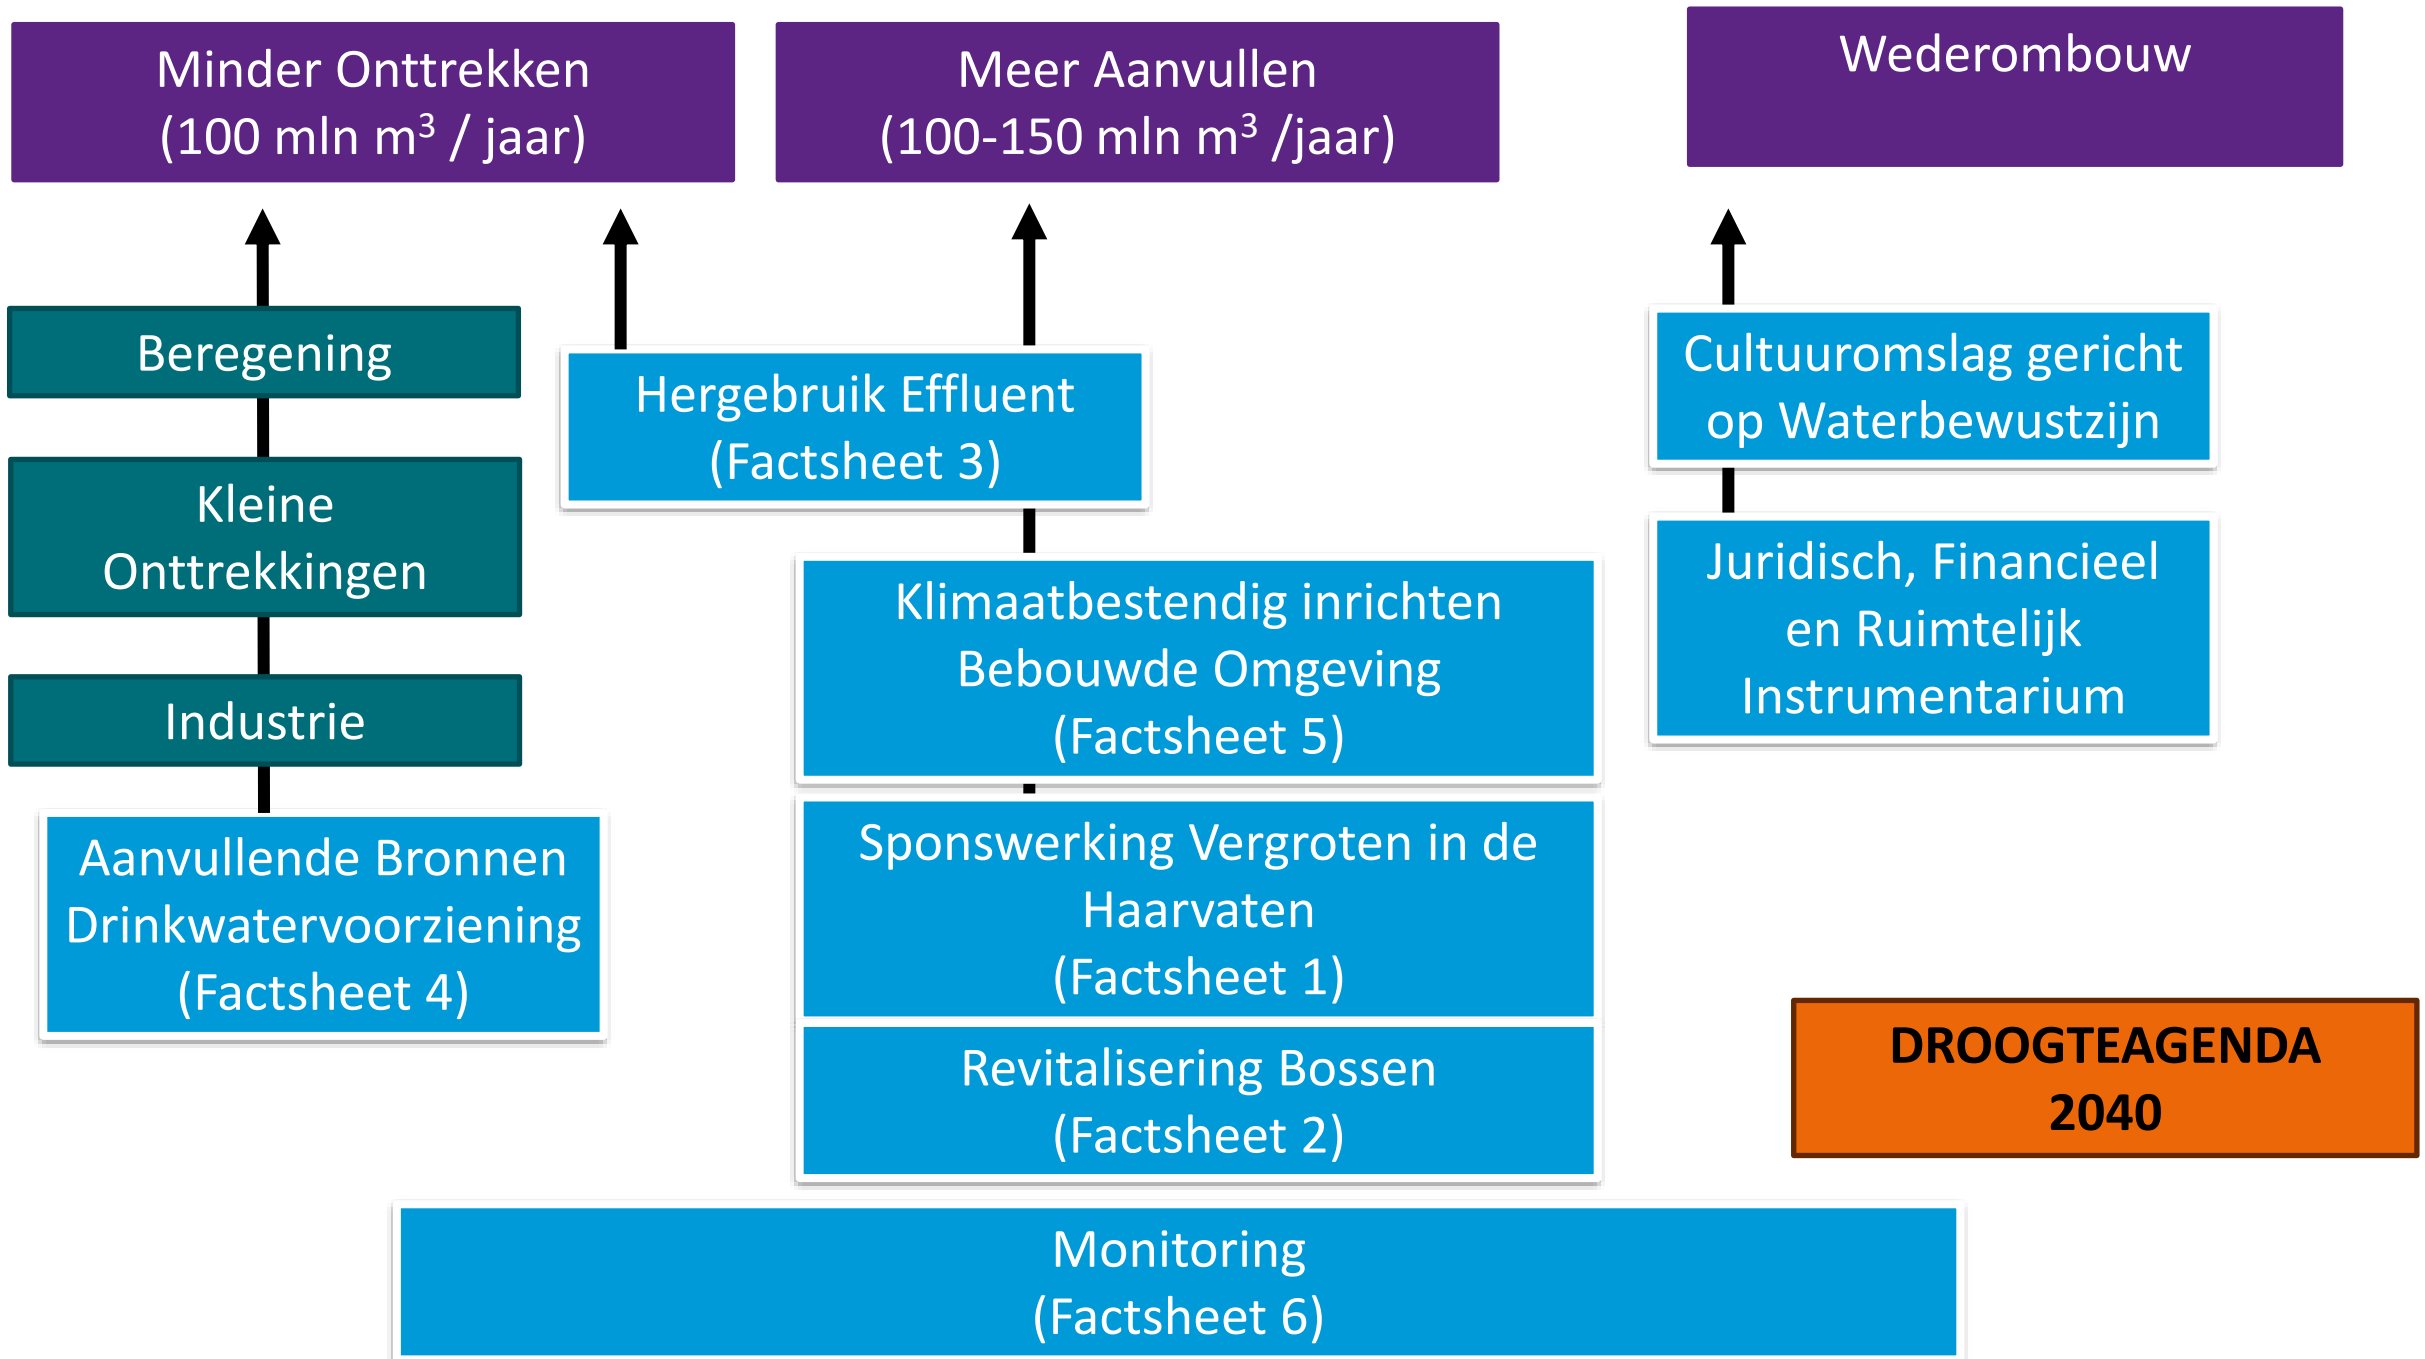 Minder Onttrekken
(100 mln m³ / jaar)
Meer Aanvullen
(100-150 mln m³ /jaar)
Wederombouw
Beregening
Kleine
Onttrekkingen
Industrie
Aanvullende Bronnen
Drinkwatervoorziening
(Factsheet 4)
Hergebruik Effluent
(Factsheet 3)
Klimaatbestendig inrichten
Bebouwde Omgeving
(Factsheet 5)
Sponswerking Vergroten in de
Haarvaten
(Factsheet 1)
Revitalisering Bossen
(Factsheet 2)
Cultuuromslag gericht
op Waterbewustzijn
Juridisch, Financieel
en Ruimtelijk
Instrumentarium
DROOGTEAGENDA
2040
Monitoring
(Factsheet 6)